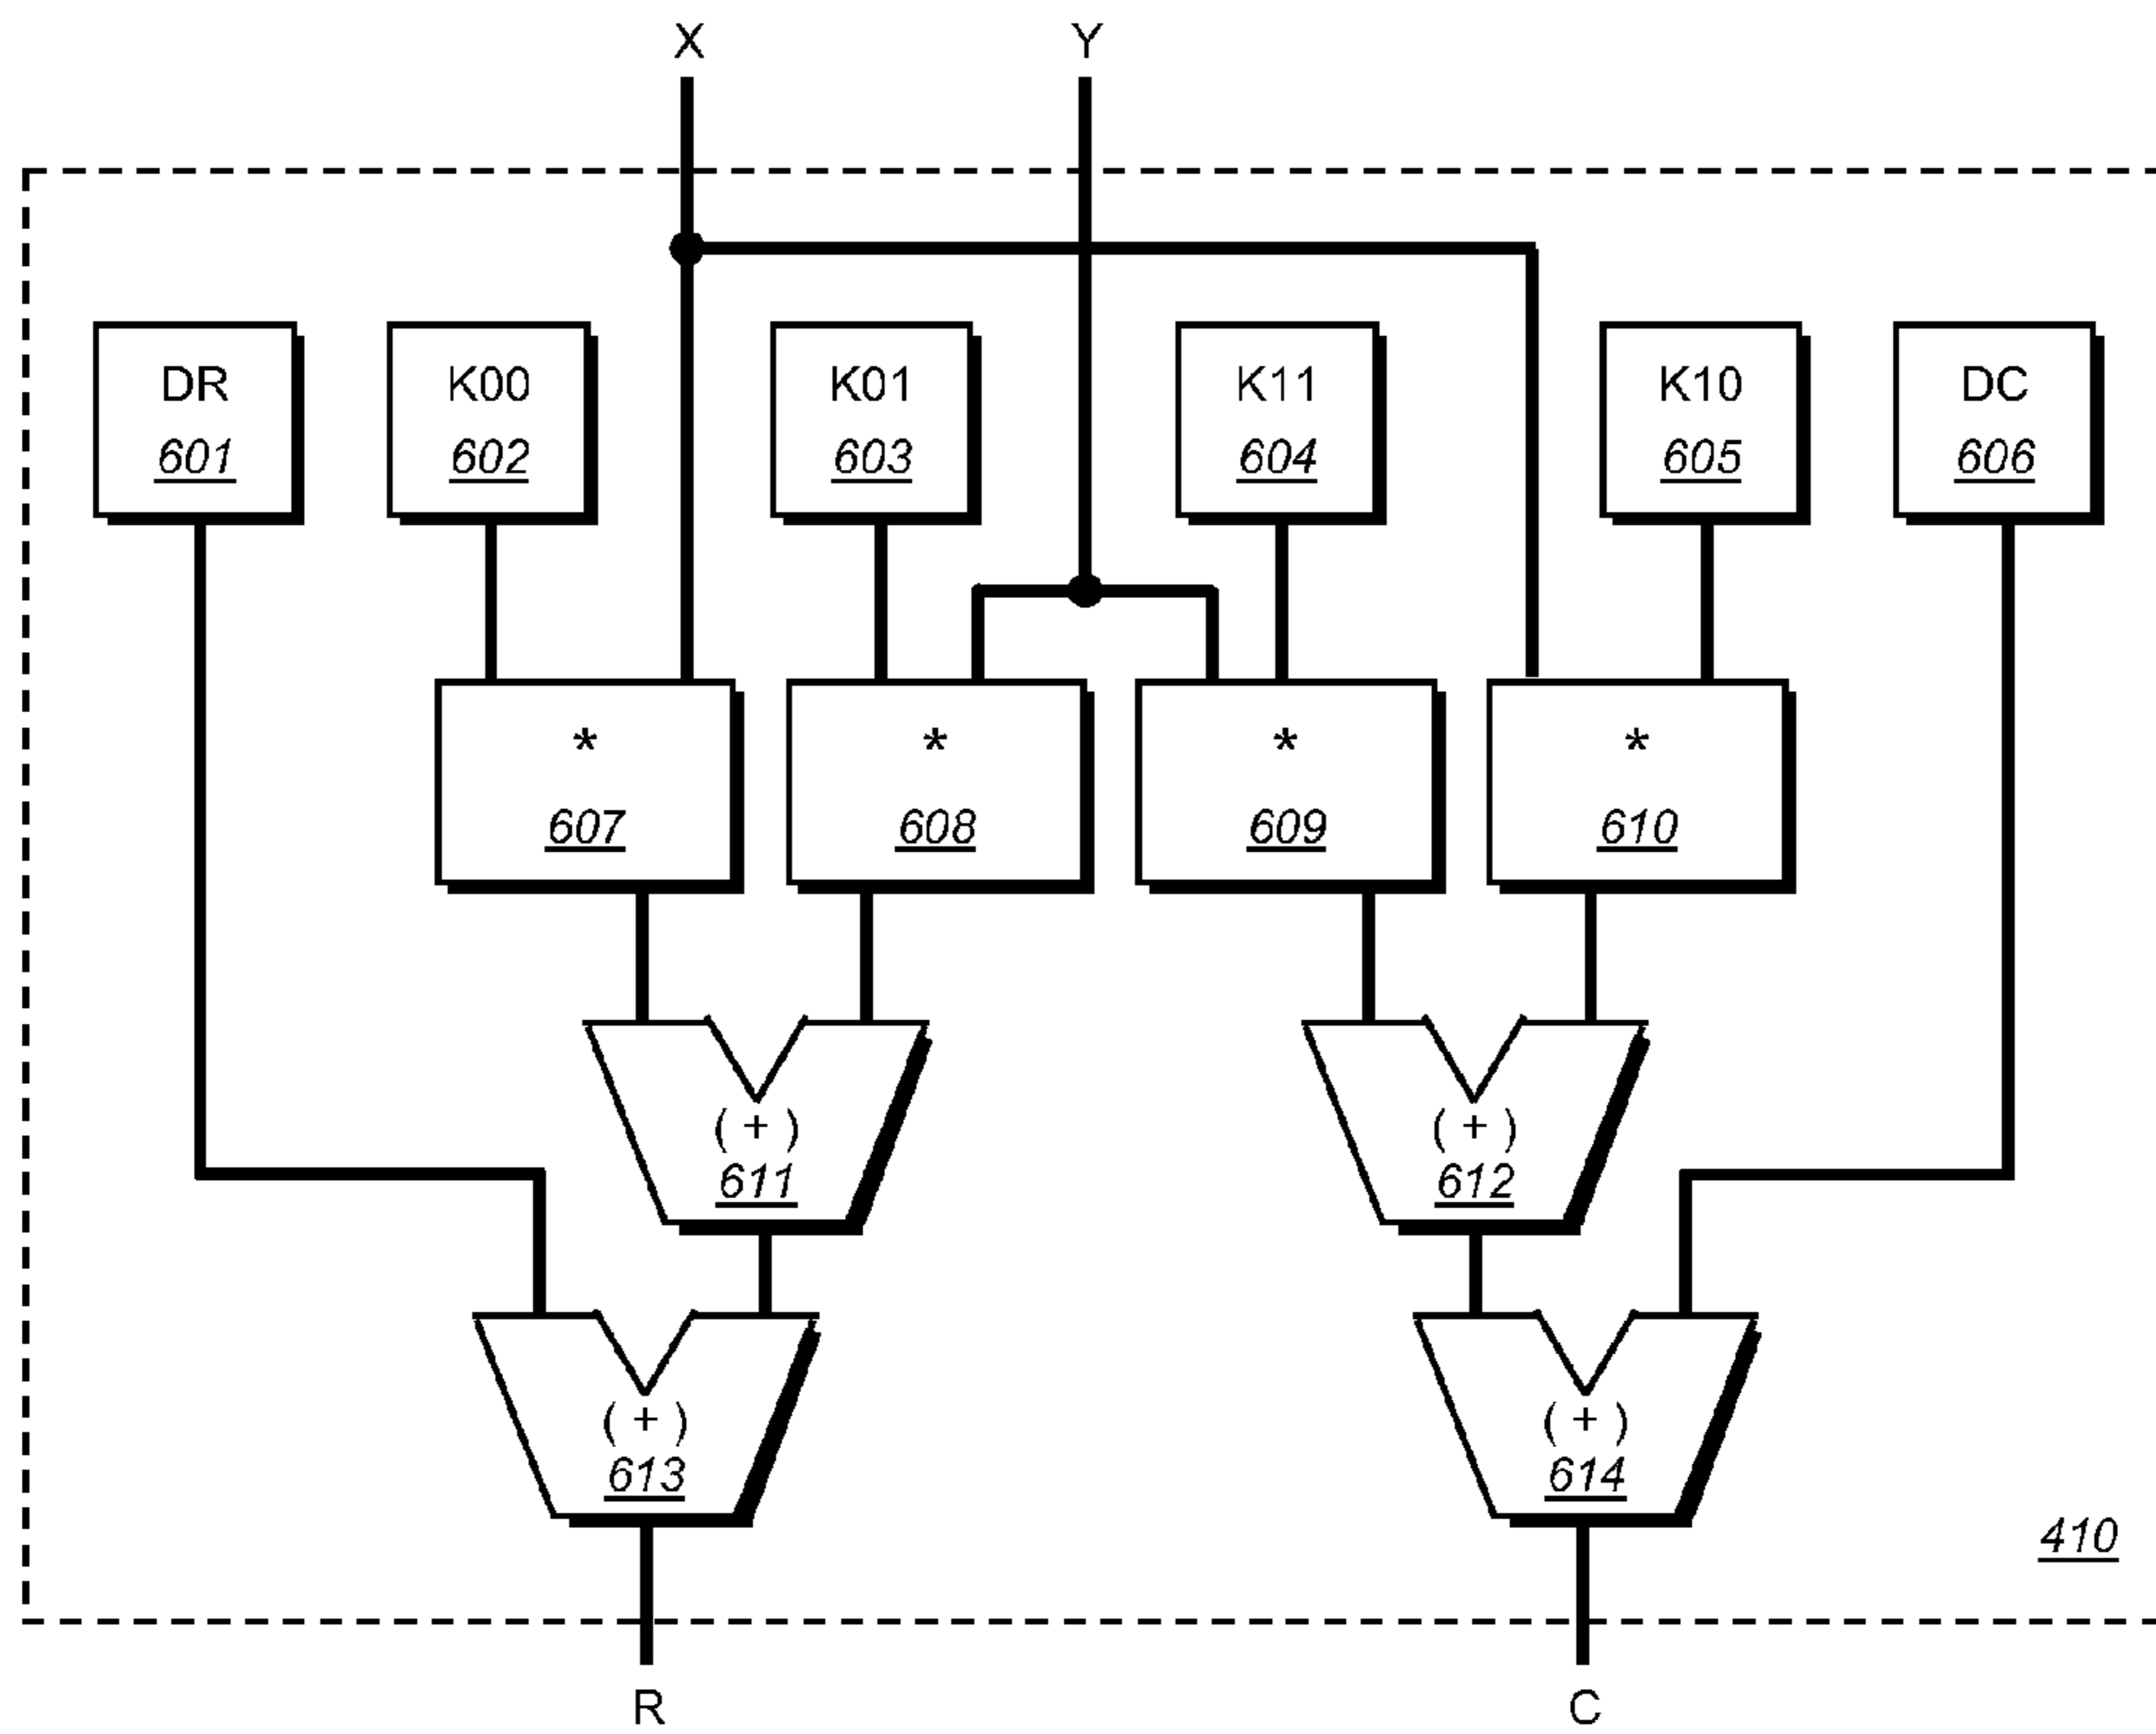 X Y
DR K00 K01 K11 K10 DC
601 602 603 604 605 606
* * * *
607 608 609 610
( + ) ( + )
611 612
( + ) ( + )
613 614
410
R C